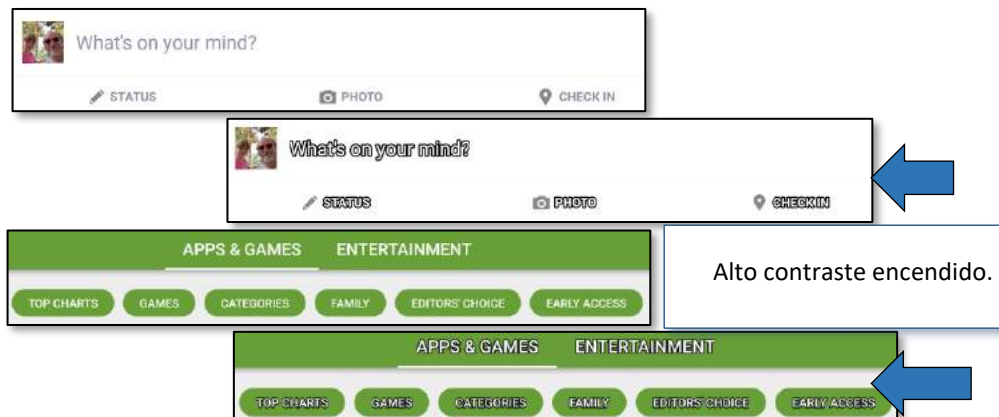 What's on your mind?
STATUS PHOTO CHECK IN
What's on your mind?
STATUS PHOTO CHECK IN
APPS & GAMES ENTERTAINMENT
TOP CHARTS GAMES CATEGORIES FAMILY EDITORS' CHOICE EARLY ACCESS
Alto contraste encendido.
APPS & GAMES ENTERTAINMENT
TOP CHARTS GAMES CATEGORIES FAMILY EDITORS' CHOICE EARLY ACCESS